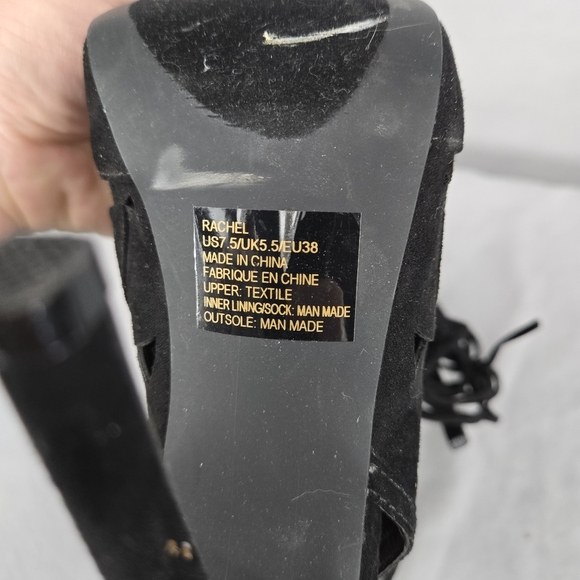 RACHEL
US7.5/UK5.5/EU38
MADE IN CHINA
FABRIQUE EN CHINE
UPPER: TEXTILE
INNER LINING/SOCK: MAN MADE
OUTSOLE: MAN MADE